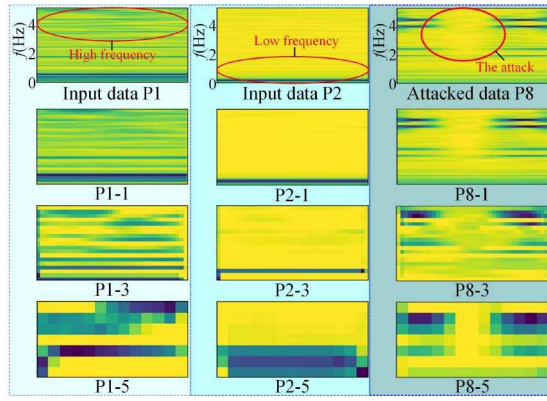 f(Hz)
4
2
0
High frequency
Input data P1
f(Hz)
4
2
0
Low frequency
Input data P2
f(Hz)
4
2
0
The attack
Attacked data P8
P1-1
P2-1
P8-1
P1-3
P2-3
P8-3
P1-5
P2-5
P8-5